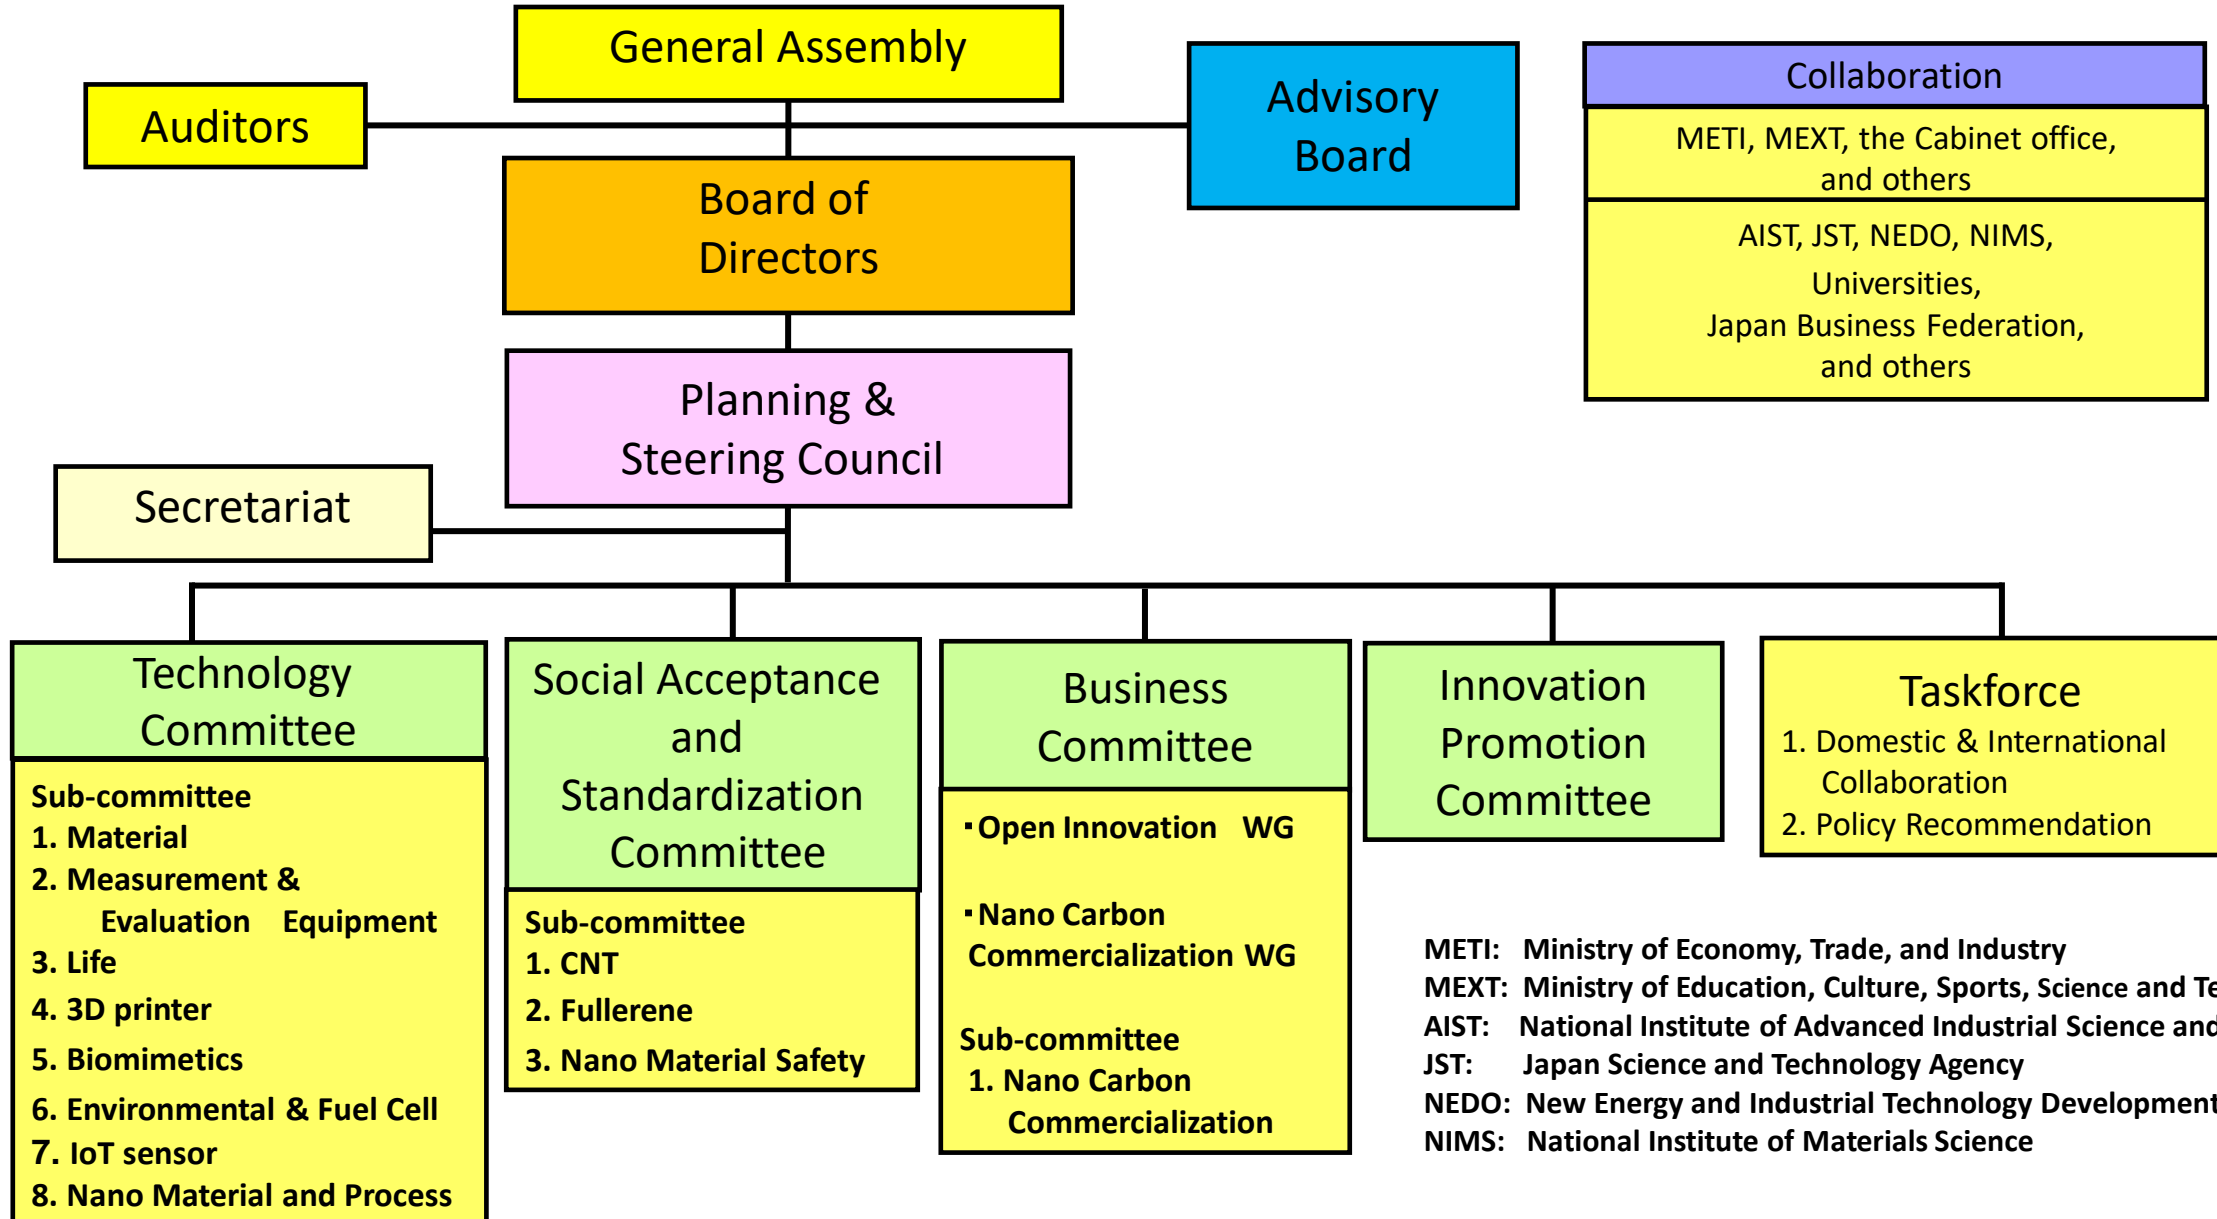 General Assembly
Auditors
Advisory
Board
Board of
Directors
Planning &
Steering Council
Secretariat
Collaboration
METI, MEXT, the Cabinet office,
and others
AIST, JST, NEDO, NIMS,
Universities,
Japan Business Federation,
and others
Technology
Committee
Sub-committee
1. Material
2. Measurement &
Evaluation Equipment
3. Life
4. 3D printer
5. Biomimetics
6. Environmental & Fuel Cell
7. IoT sensor
8. Nano Material and Process
Social Acceptance
and
Standardization
Committee
Sub-committee
1. CNT
2. Fullerene
3. Nano Material Safety
Business
Committee
・Open Innovation WG
・Nano Carbon
Commercialization WG
Sub-committee
1. Nano Carbon
Commercialization
Innovation
Promotion
Committee
Taskforce
1. Domestic & International
Collaboration
2. Policy Recommendation
METI: Ministry of Economy, Trade, and Industry
MEXT: Ministry of Education, Culture, Sports, Science and Te
AIST: National Institute of Advanced Industrial Science and
JST: Japan Science and Technology Agency
NEDO: New Energy and Industrial Technology Development
NIMS: National Institute of Materials Science